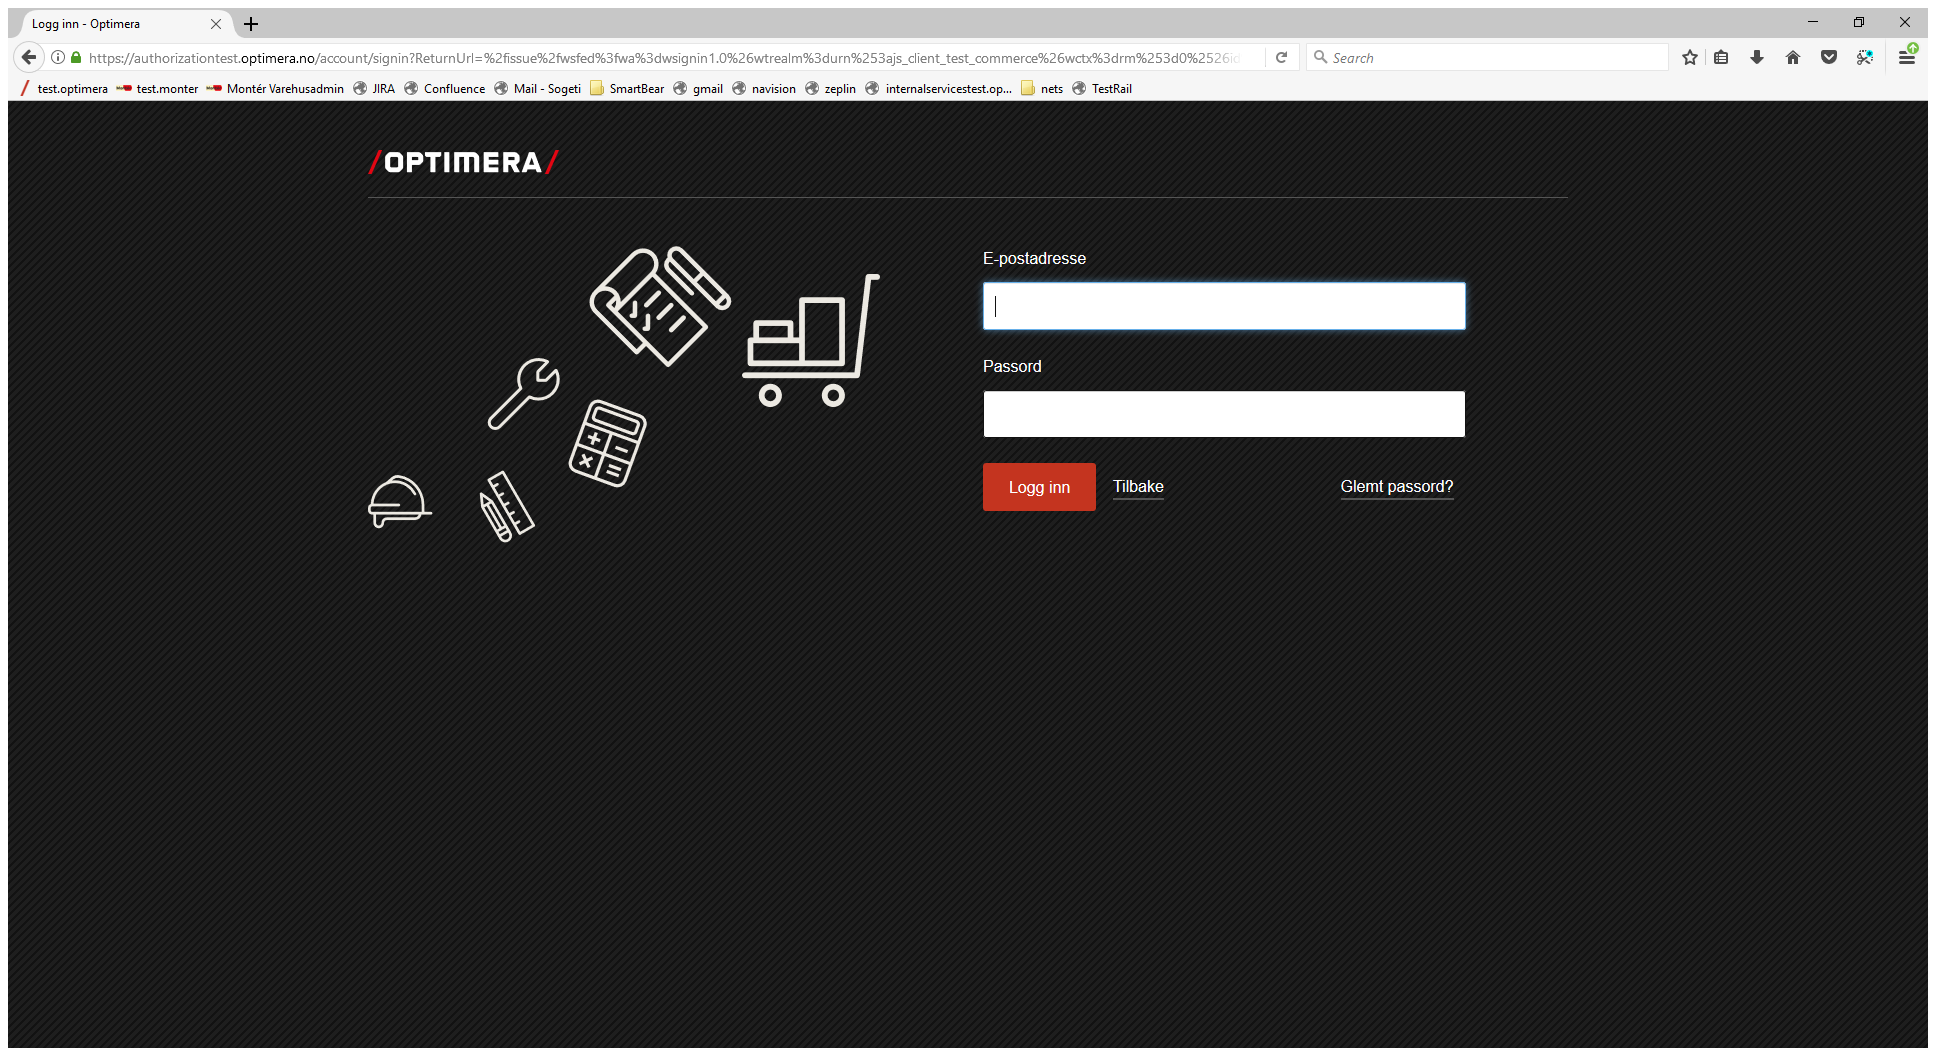 Logg inn - Optimera
https://authorizationtest.optimera.no/account/signin?ReturnUrl=%2fissue%2fwsfed%3fwa%3dwsignin1.0%26wtrealm%3durn%253ajs_client_test_commerce%26wctx%3drm%253d0%2526id
Search
test.optimera test.monter Montér Varehusadmin JIRA Confluence Mail - Sogeti SmartBear gmail navision zeplin internalservicestest.op... nets TestRail
/OPTIMERA/
E-postadresse
Passord
Logg inn Tilbake Glemt passord?